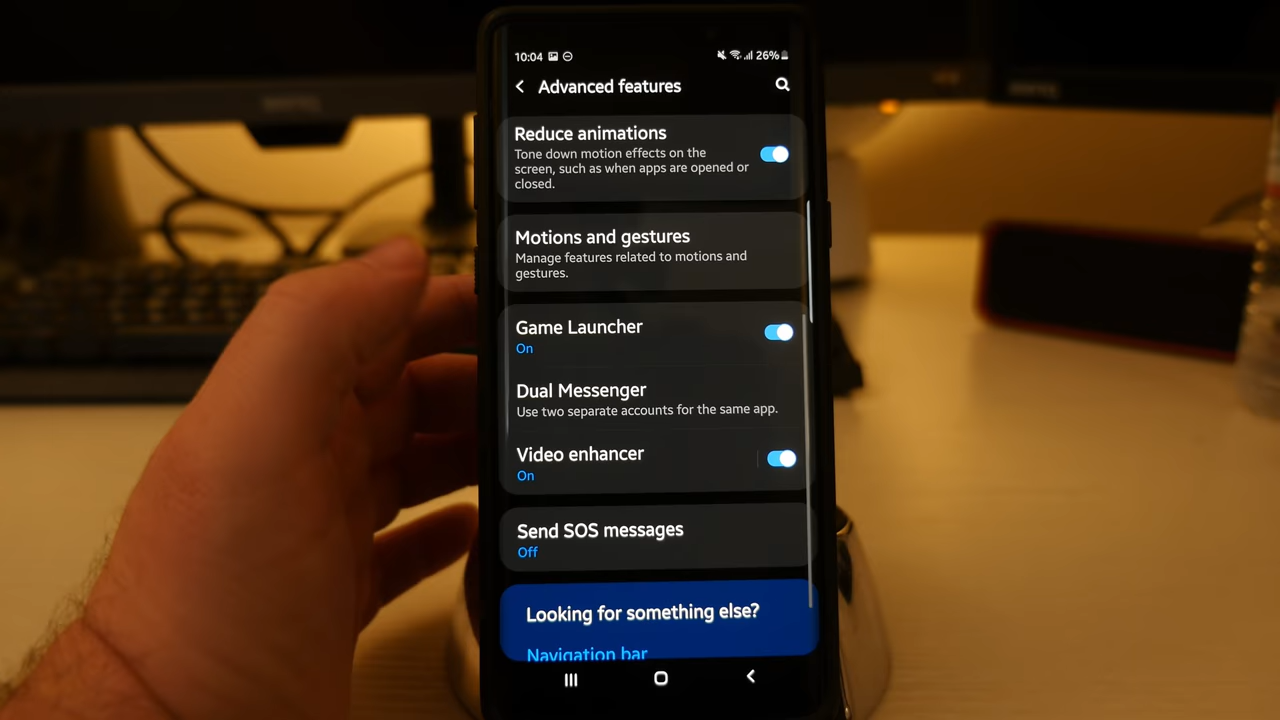 10:04 26%
Advanced features
Reduce animations
Tone down motion effects on the
screen, such as when apps are opened or
closed.
Motions and gestures
Manage features related to motions and
gestures.
Game Launcher
On
Dual Messenger
Use two separate accounts for the same app.
Video enhancer
On
Send SOS messages
Off
Looking for something else?
Navigation bar